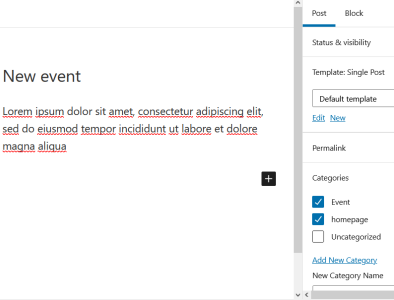 Post Block
Status & visibility
New event
Template: Single Post
Default template
Lorem ipsum dolor sit amet, consectetur adipiscing elit,
sed do eiusmod tempor incididunt ut labore et dolore
magna aliqua
Edit New
Permalink
Categories
Event
homepage
Uncategorized
Add New Category
New Category Name